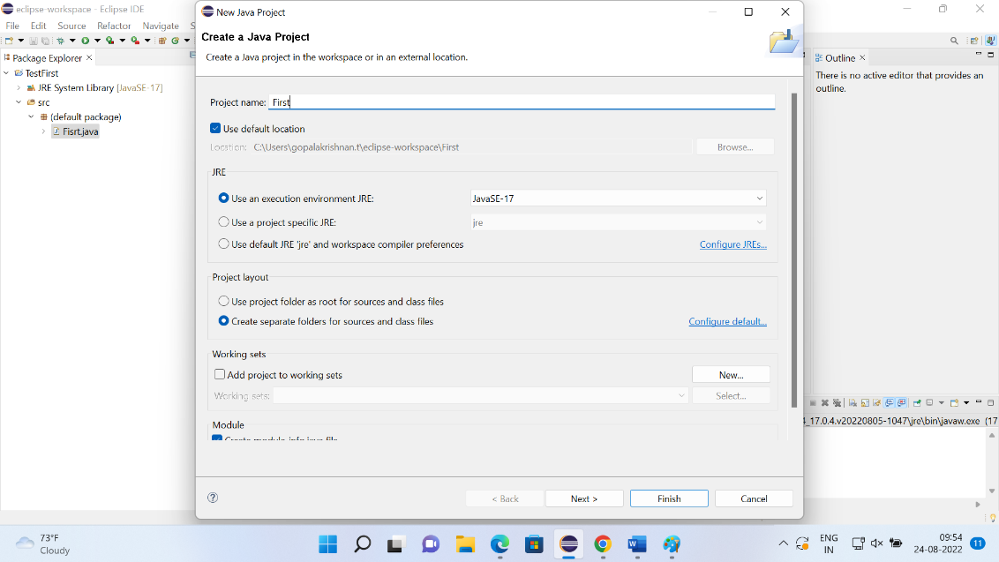 eclipse-workspace - Eclipse IDE
File Edit Source Refactor Navigate S
Package Explorer
TestFirst
JRE System Library [JavaSE-17]
src
(default package)
Fisrt.java
New Java Project
Create a Java Project
Create a Java project in the workspace or in an external location.
Project name: First
Use default location
Location: C:\Users\gopalakrishnan.t\eclipse-workspace\First Browse...
JRE
Use an execution environment JRE: JavaSE-17
Use a project specific JRE: jre
Use default JRE 'jre' and workspace compiler preferences Configure JREs...
Project layout
Use project folder as root for sources and class files
Create separate folders for sources and class files Configure default...
Working sets
Add project to working sets New...
Working sets: Select...
Module
Create module-info.java file
< Back Next > Finish Cancel
Outline
There is no active editor that provides an
outline.
4_17.0.4.v20220805-1047\jre\bin\javaw.exe (17
73°F
Cloudy
ENG
IN
09:54
24-08-2022
11